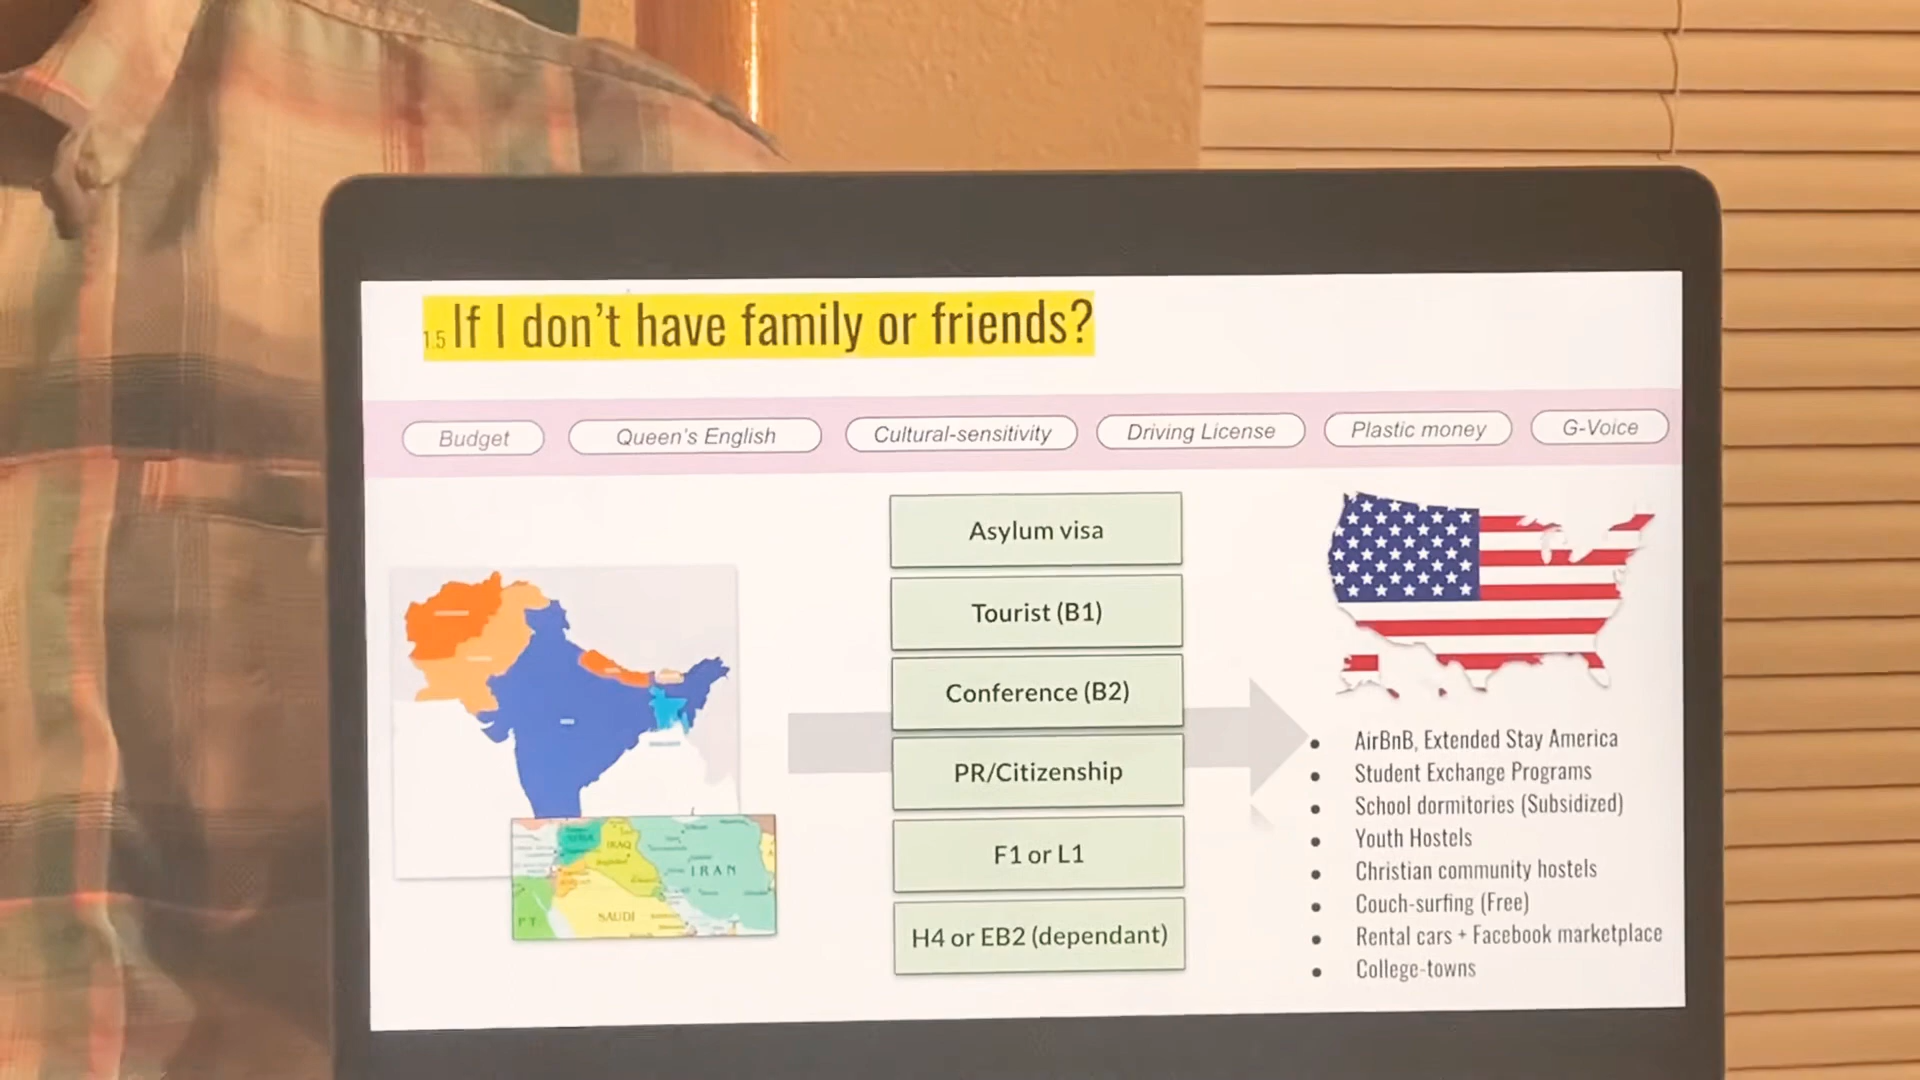 1.5 If I don't have family or friends?
Budget
Queen's English
Cultural-sensitivity
Driving License
Plastic money
G-Voice
Asylum visa
Tourist (B1)
Conference (B2)
PR/Citizenship
F1 or L1
H4 or EB2 (dependant)
IRAQ
IRAN
SAUDI
P T
• AirBnB, Extended Stay America
• Student Exchange Programs
• School dormitories (Subsidized)
• Youth Hostels
• Christian community hostels
• Couch-surfing (Free)
• Rental cars + Facebook marketplace
• College-towns